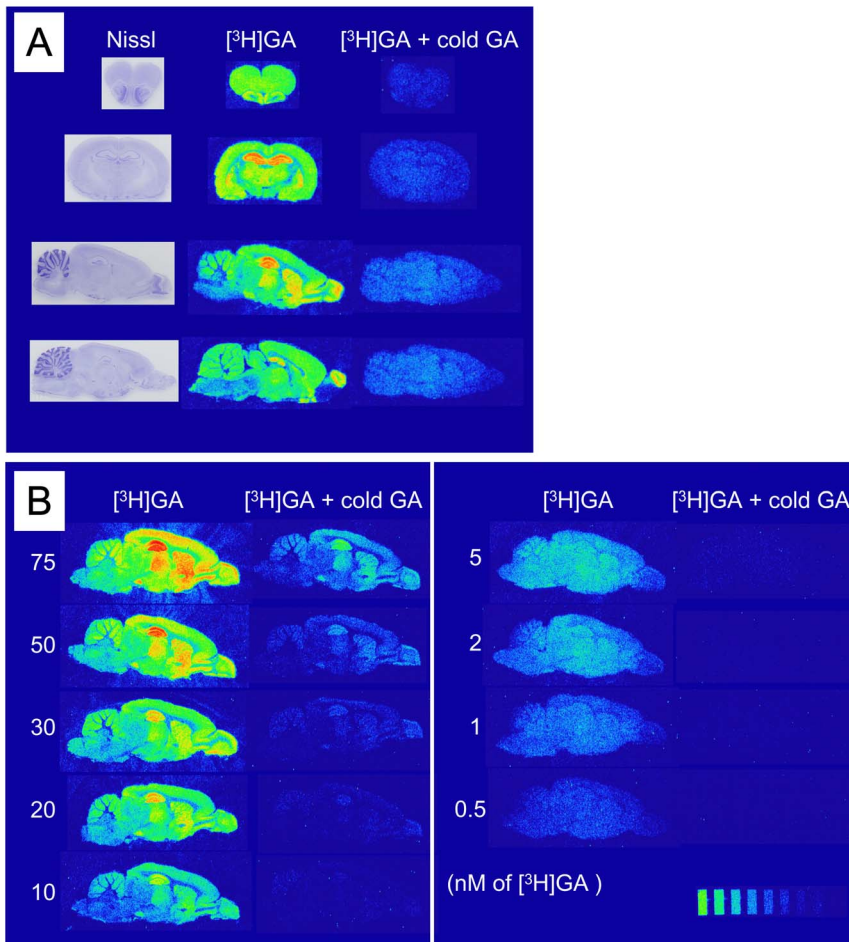 A
Nissl [³H]GA [³H]GA + cold GA
B
[³H]GA [³H]GA + cold GA
75
50
30
20
10
[³H]GA [³H]GA + cold GA
5
2
1
0.5
(nM of [³H]GA )